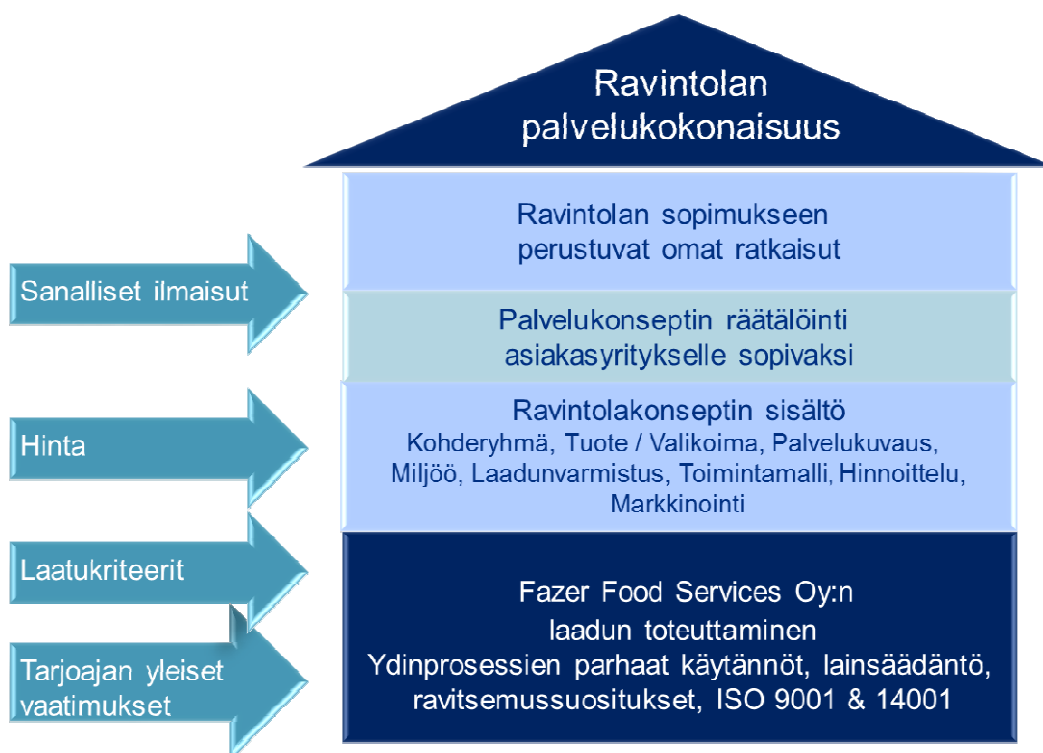 Ravintolan
palvelukokonaisuus
Ravintolan sopimukseen
perustuvat omat ratkaisut
Sanalliset ilmaisut
Palvelukonseptin räätälöinti
asiakasyritykselle sopivaksi
Ravintolakonseptin sisältö
Kohderyhmä, Tuote / Valikoima, Palvelukuvaus,
Miljöö, Laadunvarmistus, Toimintamalli, Hinnoittelu,
Markkinointi
Hinta
Laatukriteerit
Fazer Food Services Oy:n
laadun toteuttaminen
Ydinprosessien parhaat käytännöt, lainsäädäntö,
ravitsemussuositukset, ISO 9001 & 14001
Tarjoajan yleiset
vaatimukset